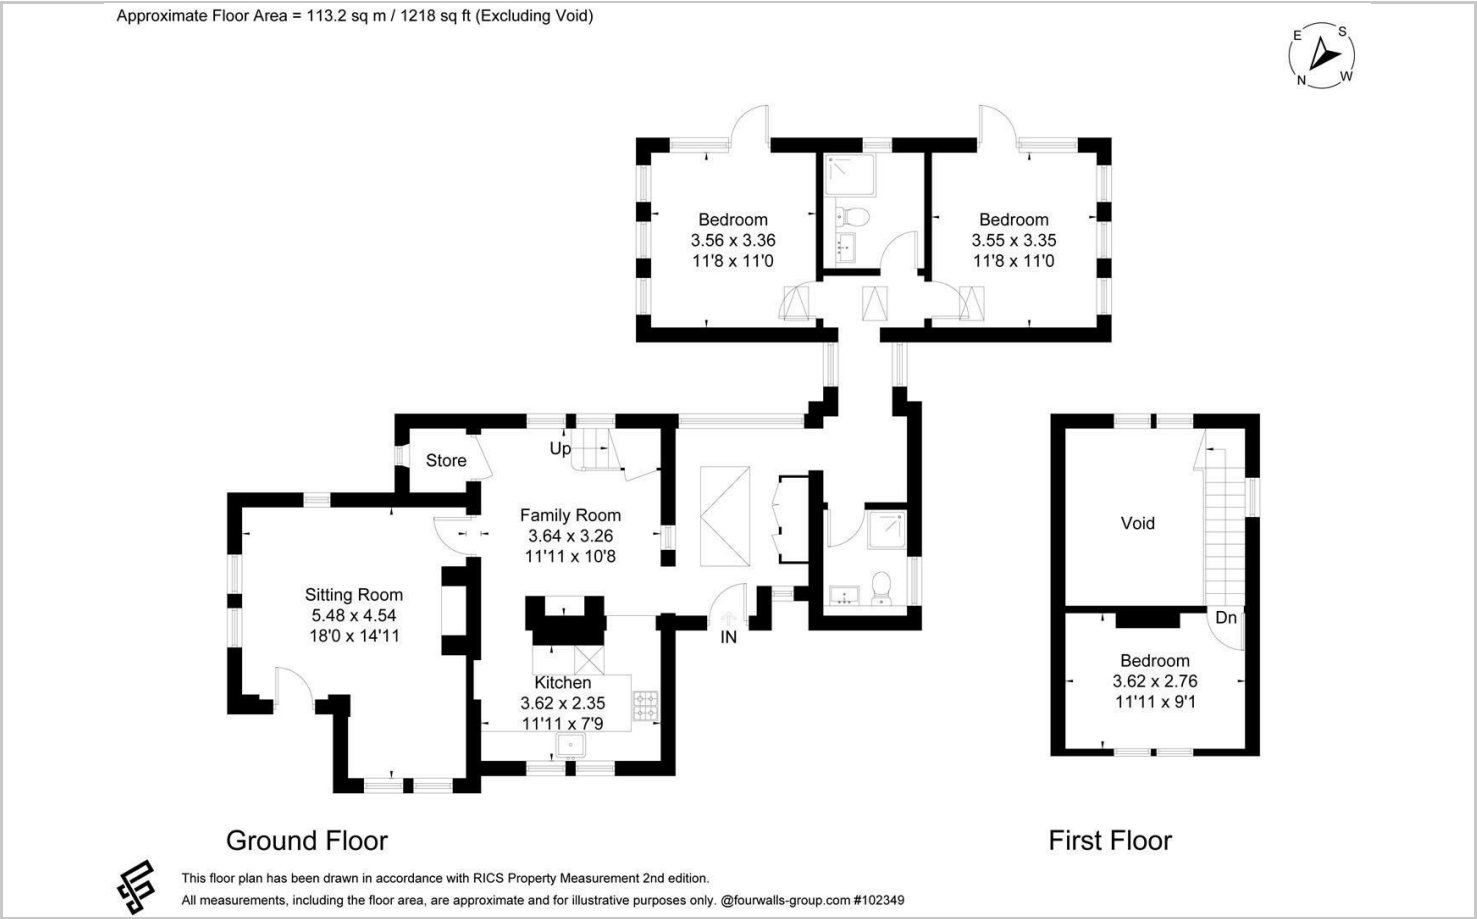 Approximate Floor Area = 113.2 sq m / 1218 sq ft (Excluding Void)
E
S
N
W
Bedroom
3.56 x 3.36
11'8 x 11'0
Bedroom
3.55 x 3.35
11'8 x 11'0
Store
Up
Family Room
3.64 x 3.26
11'11 x 10'8
Sitting Room
5.48 x 4.54
18'0 x 14'11
IN
Kitchen
3.62 x 2.35
11'11 x 7'9
Void
Dn
Bedroom
3.62 x 2.76
11'11 x 9'1
Ground Floor
First Floor
This floor plan has been drawn in accordance with RICS Property Measurement 2nd edition.
All measurements, including the floor area, are approximate and for illustrative purposes only. @fourwalls-group.com #102349